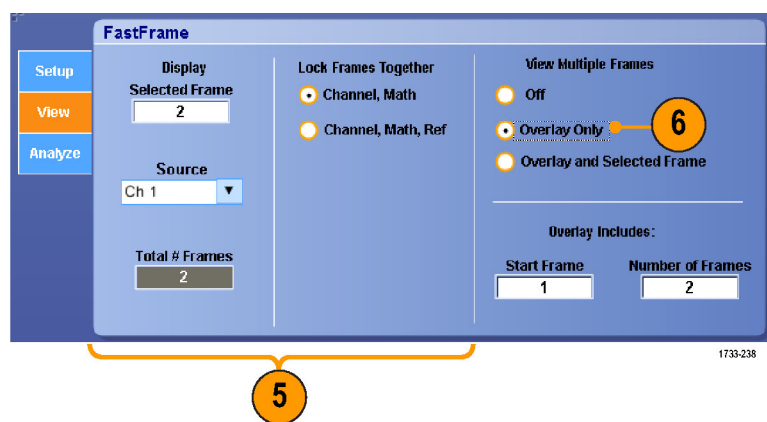 FastFrame
Setup
View
Analyze
Display
Selected Frame
2
Source
Ch 1
Total # Frames
2
Lock Frames Together
Channel, Math
Channel, Math, Ref
View Multiple Frames
Off
Overlay Only
6
Overlay and Selected Frame
Overlay Includes:
Start Frame
1
Number of Frames
2
1733-238
5